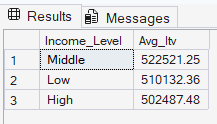 Results Messages
Income_Level Avg_ltv
1 Middle 522521.25
2 Low 510132.36
3 High 502487.48